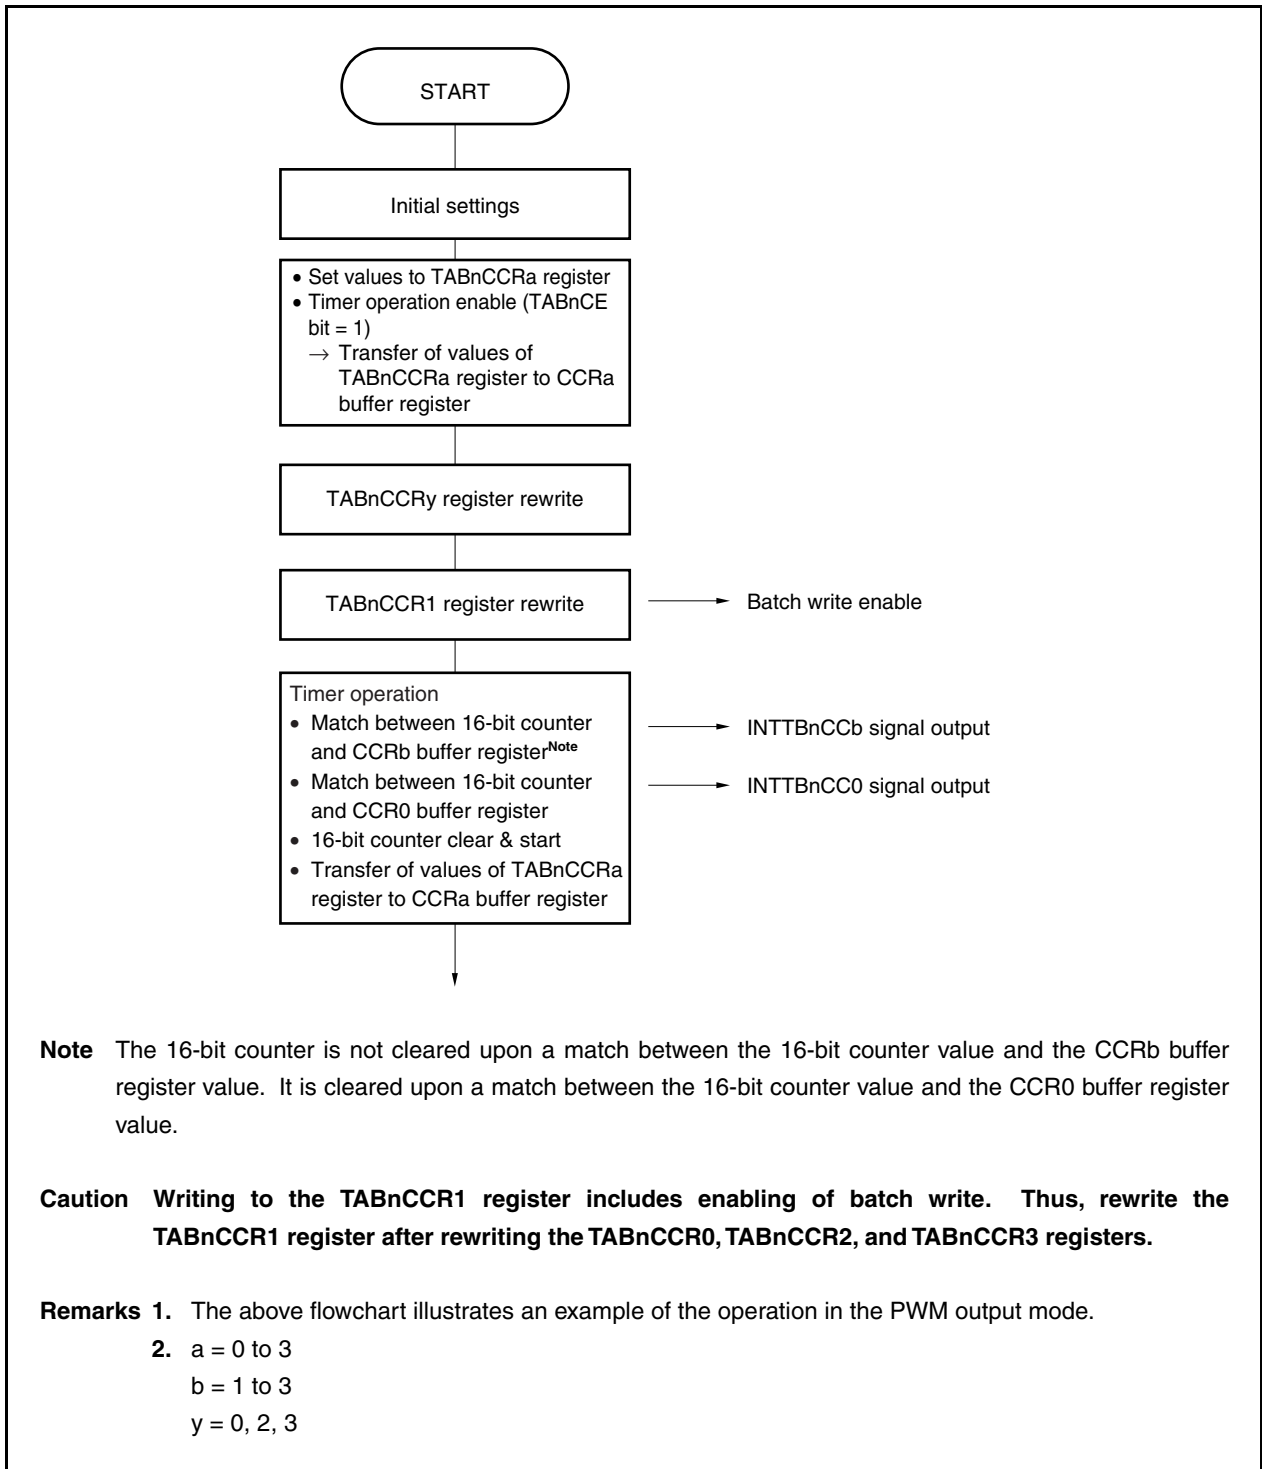 START
Initial settings
• Set values to TABnCCRa register
• Timer operation enable (TABnCE
bit = 1)
→ Transfer of values of
TABnCCRa register to CCRa
buffer register
TABnCCRy register rewrite
TABnCCR1 register rewrite
Batch write enable
Timer operation
• Match between 16-bit counter
and CCRb buffer registerNote
INTTBnCCb signal output
• Match between 16-bit counter
and CCR0 buffer register
INTTBnCC0 signal output
• 16-bit counter clear & start
• Transfer of values of TABnCCRa
register to CCRa buffer register
Note The 16-bit counter is not cleared upon a match between the 16-bit counter value and the CCRb buffer
register value. It is cleared upon a match between the 16-bit counter value and the CCR0 buffer register
value.
Caution Writing to the TABnCCR1 register includes enabling of batch write. Thus, rewrite the
TABnCCR1 register after rewriting the TABnCCR0, TABnCCR2, and TABnCCR3 registers.
Remarks 1. The above flowchart illustrates an example of the operation in the PWM output mode.
2. a = 0 to 3
b = 1 to 3
y = 0, 2, 3